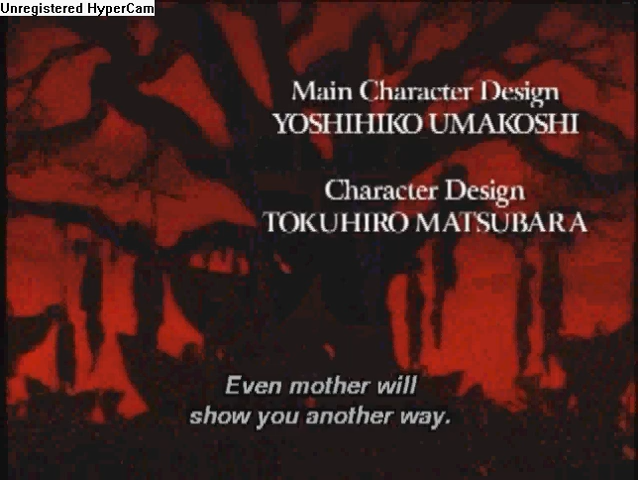 Unregistered HyperCam
Main Character Design
YOSHIHIKO UMAKOSHI
Character Design
TOKUHIRO MATSUBARA
Even mother will
show you another way.